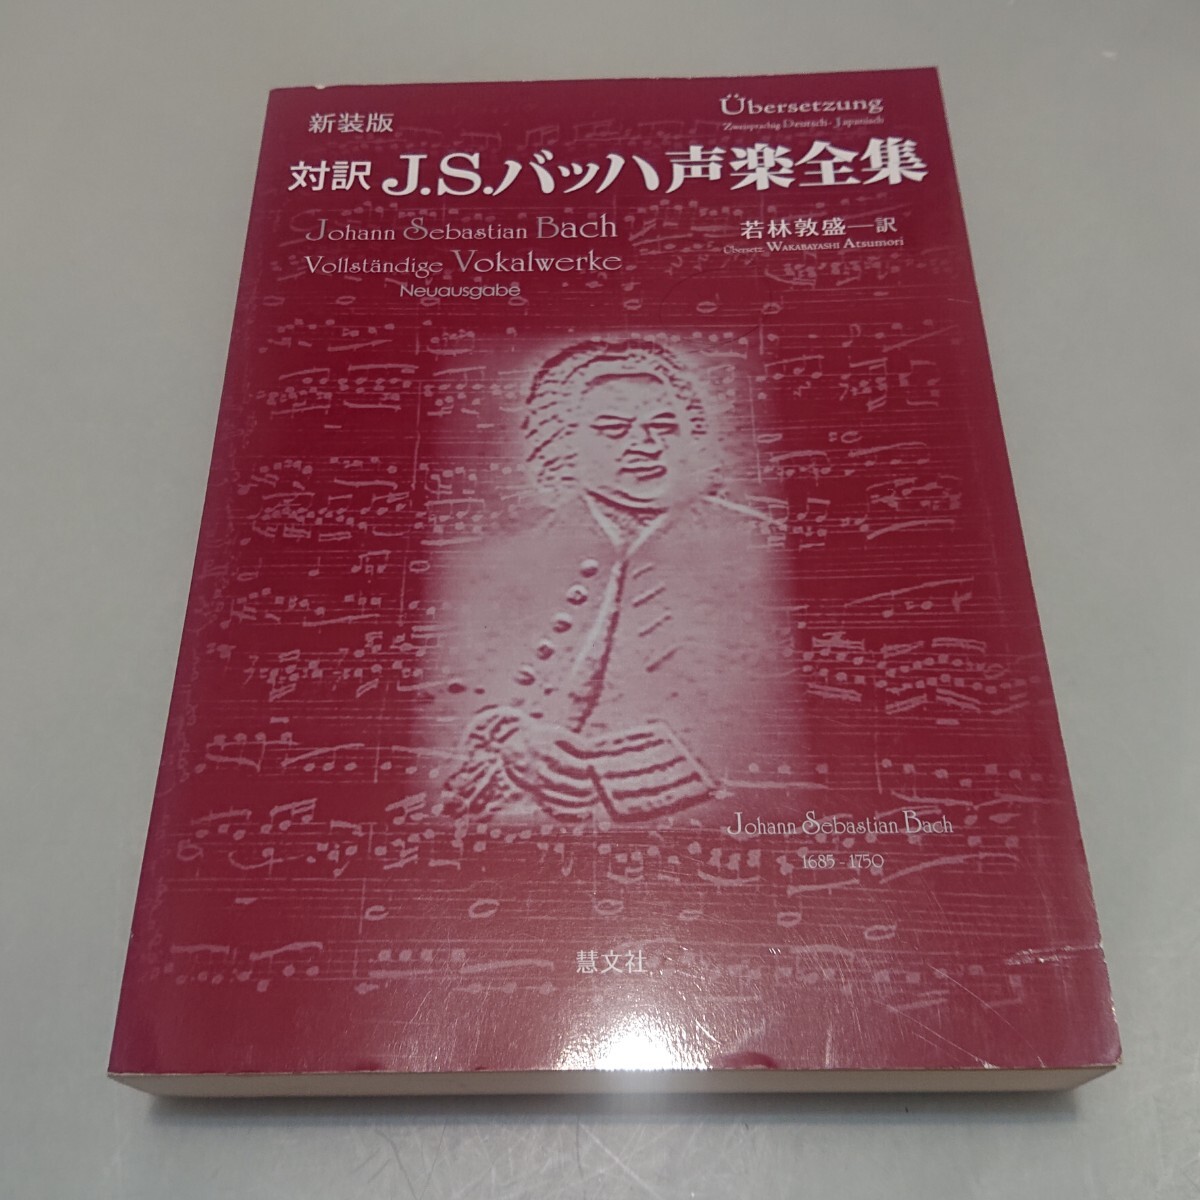 新装版
Übersetzung
Zweisprachig Deutsch - Japanisch
対訳 J.S.バッハ声楽全集
Johann Sebastian Bach
Vollständige Vokalwerke
Neuausgabe
若林敦盛―訳
Übersetz. WAKABAYASHI Atsumori
Johann Sebastian Bach
1685 - 1750
慧文社